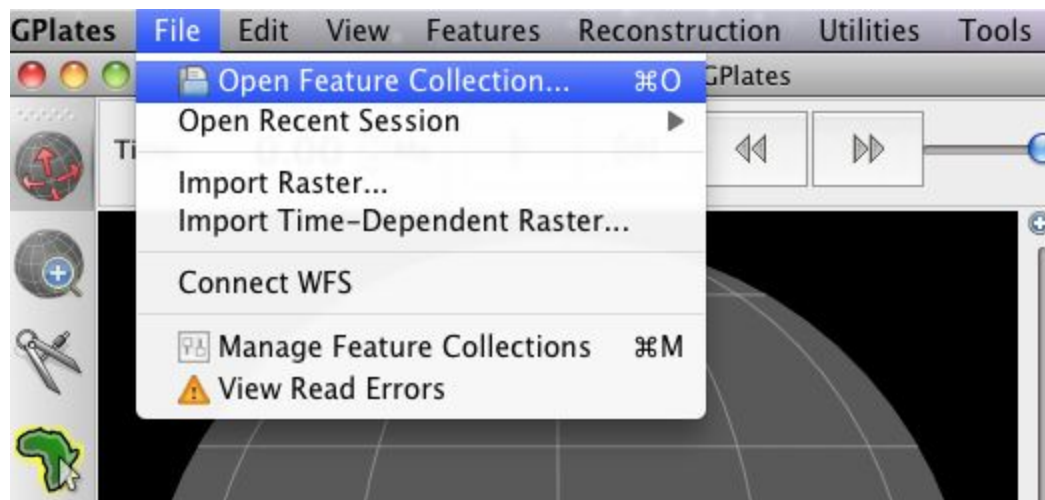 GPlates File Edit View Features Reconstruction Utilities Tools
GPlates
Open Feature Collection... ⌘O
Open Recent Session
Import Raster...
Import Time-Dependent Raster...
Connect WFS
Manage Feature Collections ⌘M
View Read Errors